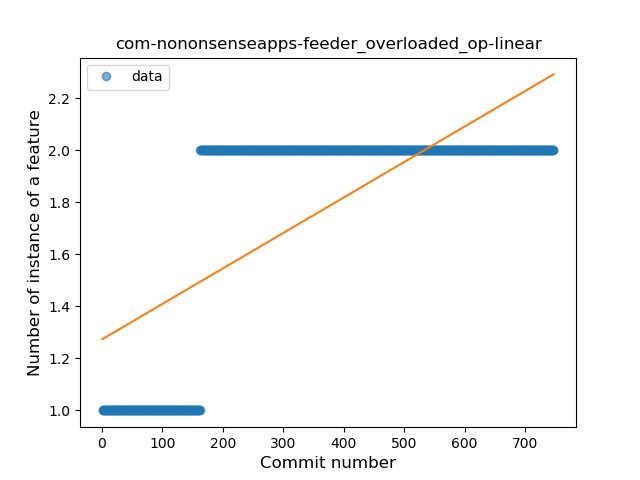 com-nononsenseapps-feeder_overloaded_op-linear
data
Number of instance of a feature
2.2
2.0
1.8
1.6
1.4
1.2
1.0
0 100 200 300 400 500 600 700
Commit number